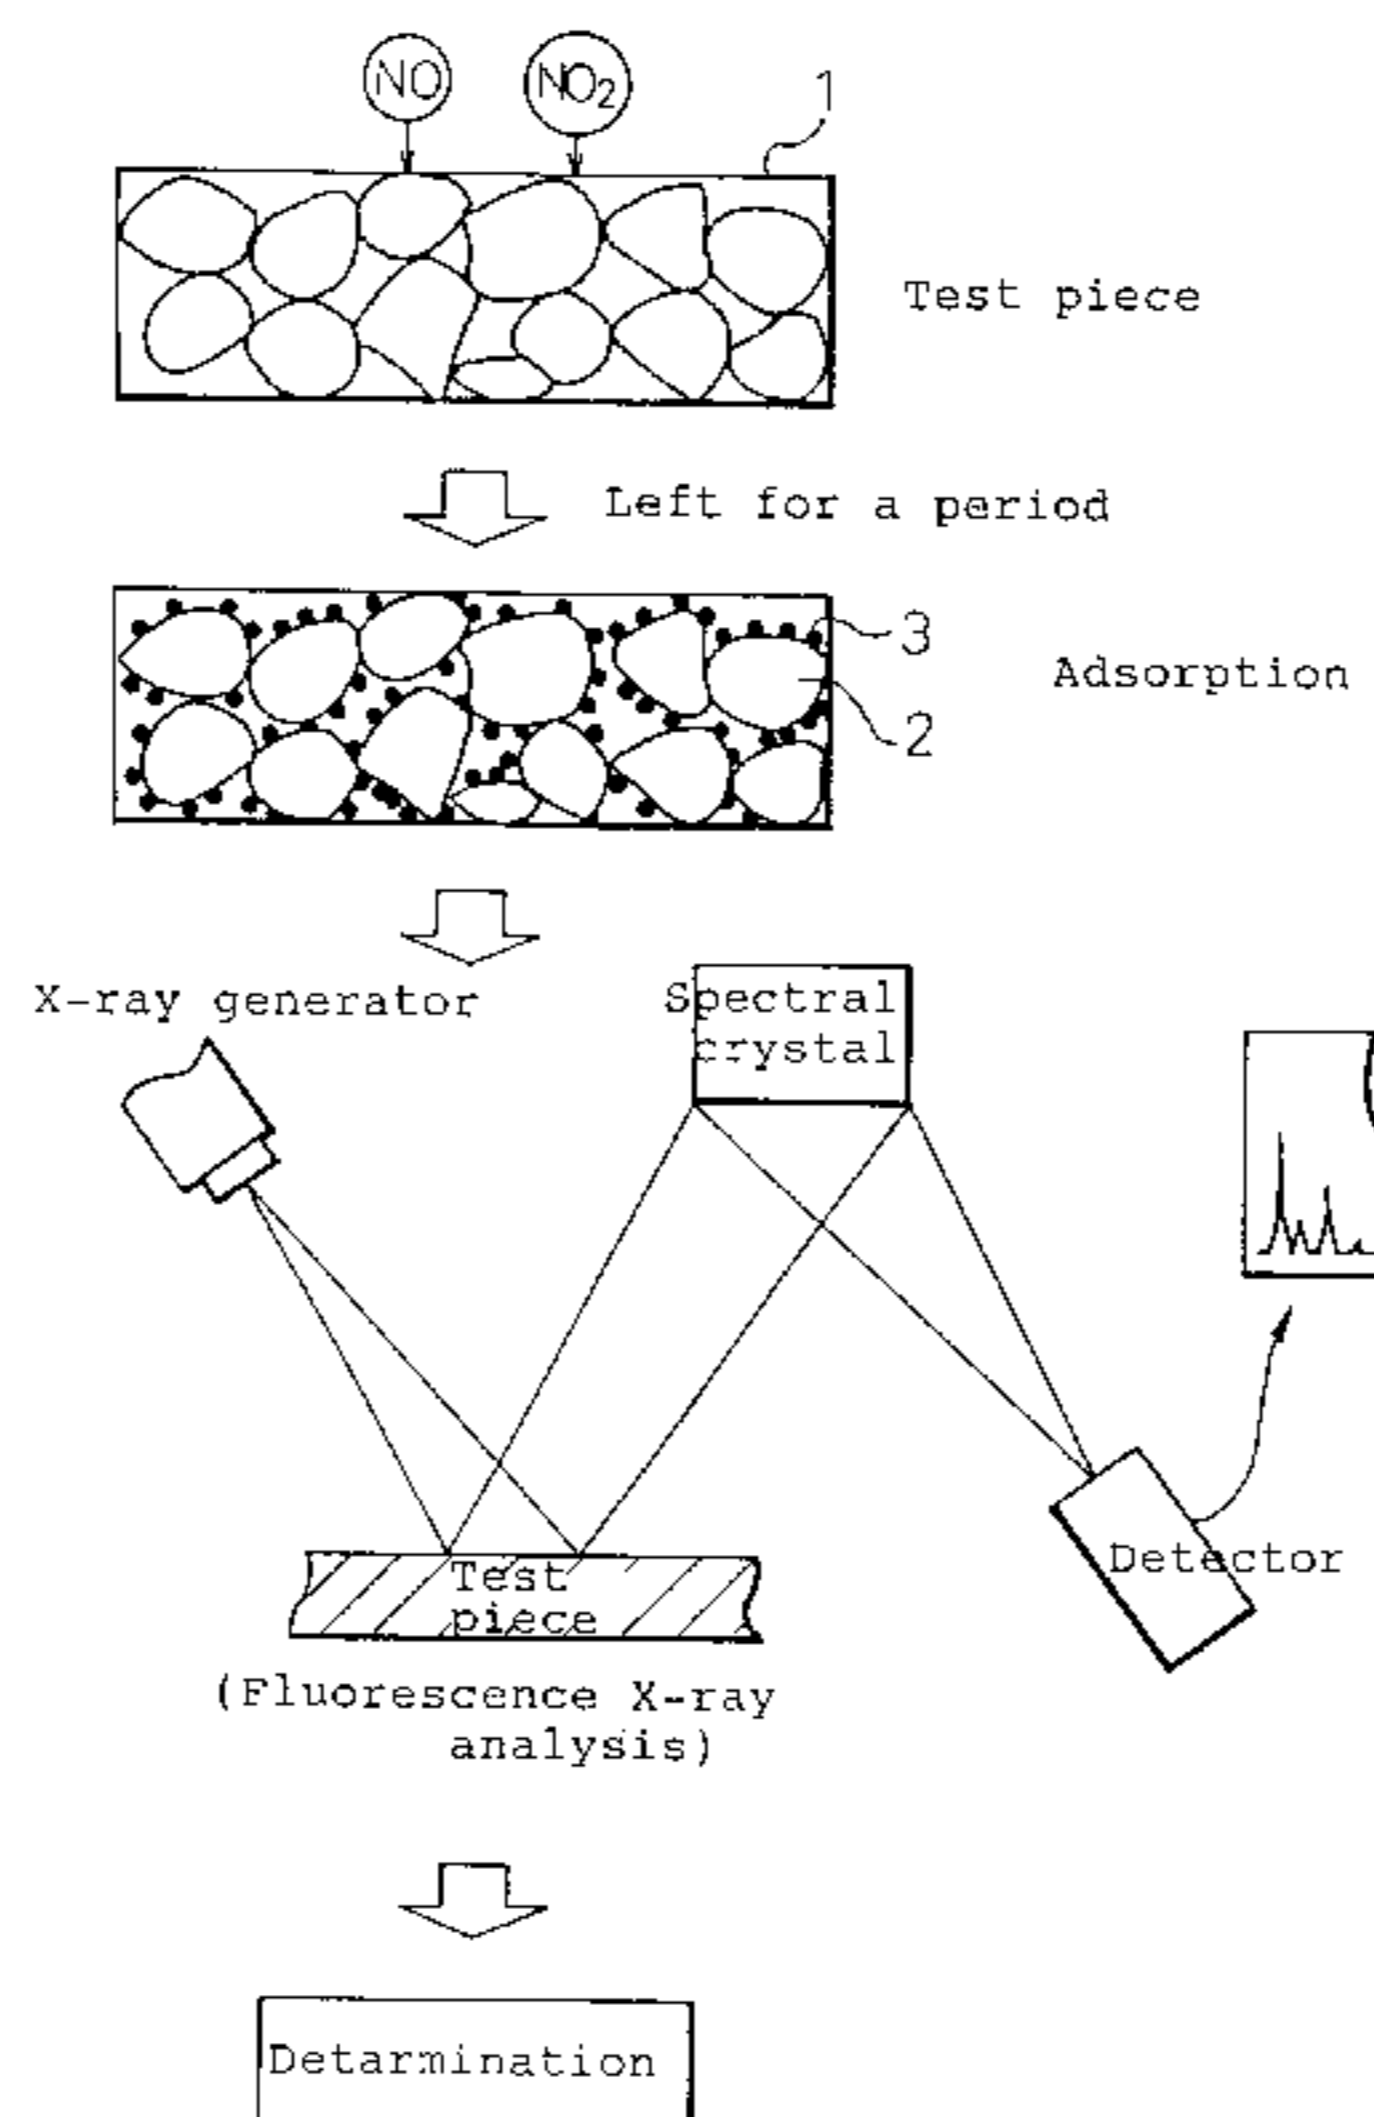 NO NO₂
1
Test piece
Left for a period
3
Adsorption
2
X-ray generator
Spectral
crystal
Detector
Test
piece
(Fluorescence X-ray
analysis)
Detarmination